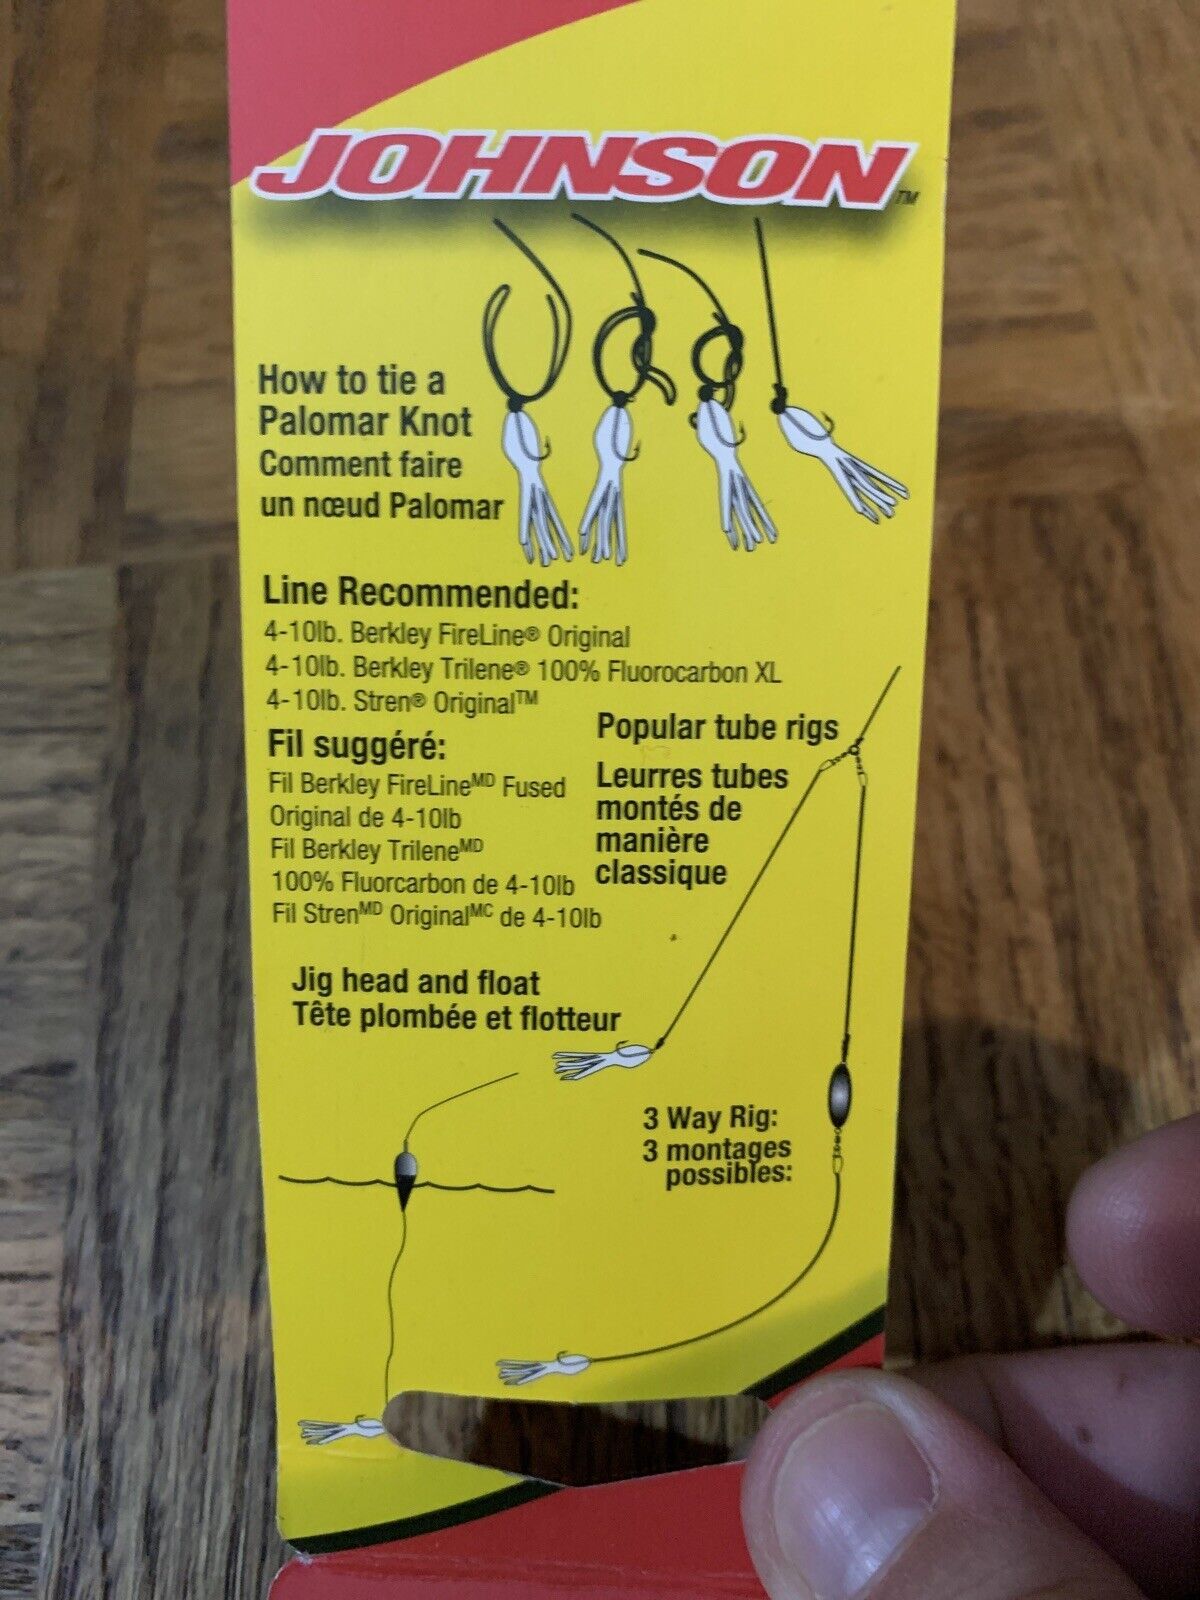 JOHNSON™
How to tie a
Palomar Knot
Comment faire
un nœud Palomar
Line Recommended:
4-10lb. Berkley FireLine® Original
4-10lb. Berkley Trilene® 100% Fluorocarbon XL
4-10lb. Stren® Original™
Fil suggéré:
Fil Berkley FireLineMD Fused
Original de 4-10lb
Fil Berkley TrileneMD
100% Fluorcarbon de 4-10lb
Fil StrenMD OriginalMC de 4-10lb
Popular tube rigs
Leurres tubes
montés de
manière
classique
Jig head and float
Tête plombée et flotteur
3 Way Rig:
3 montages
possibles: